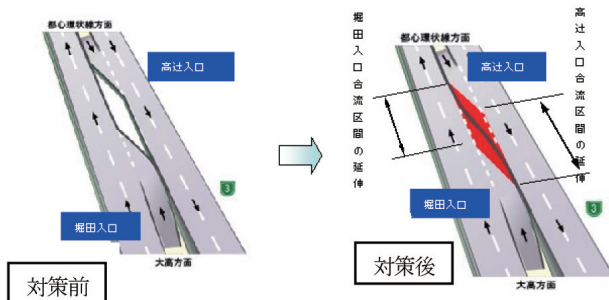 都心環状線方面
高辻入口
3
堀田入口
大高方面
対策前
堀田入口合流区間の延伸
都心環状線方面
高辻入口
高辻入口合流区間の延伸
3
堀田入口
大高方面
対策後